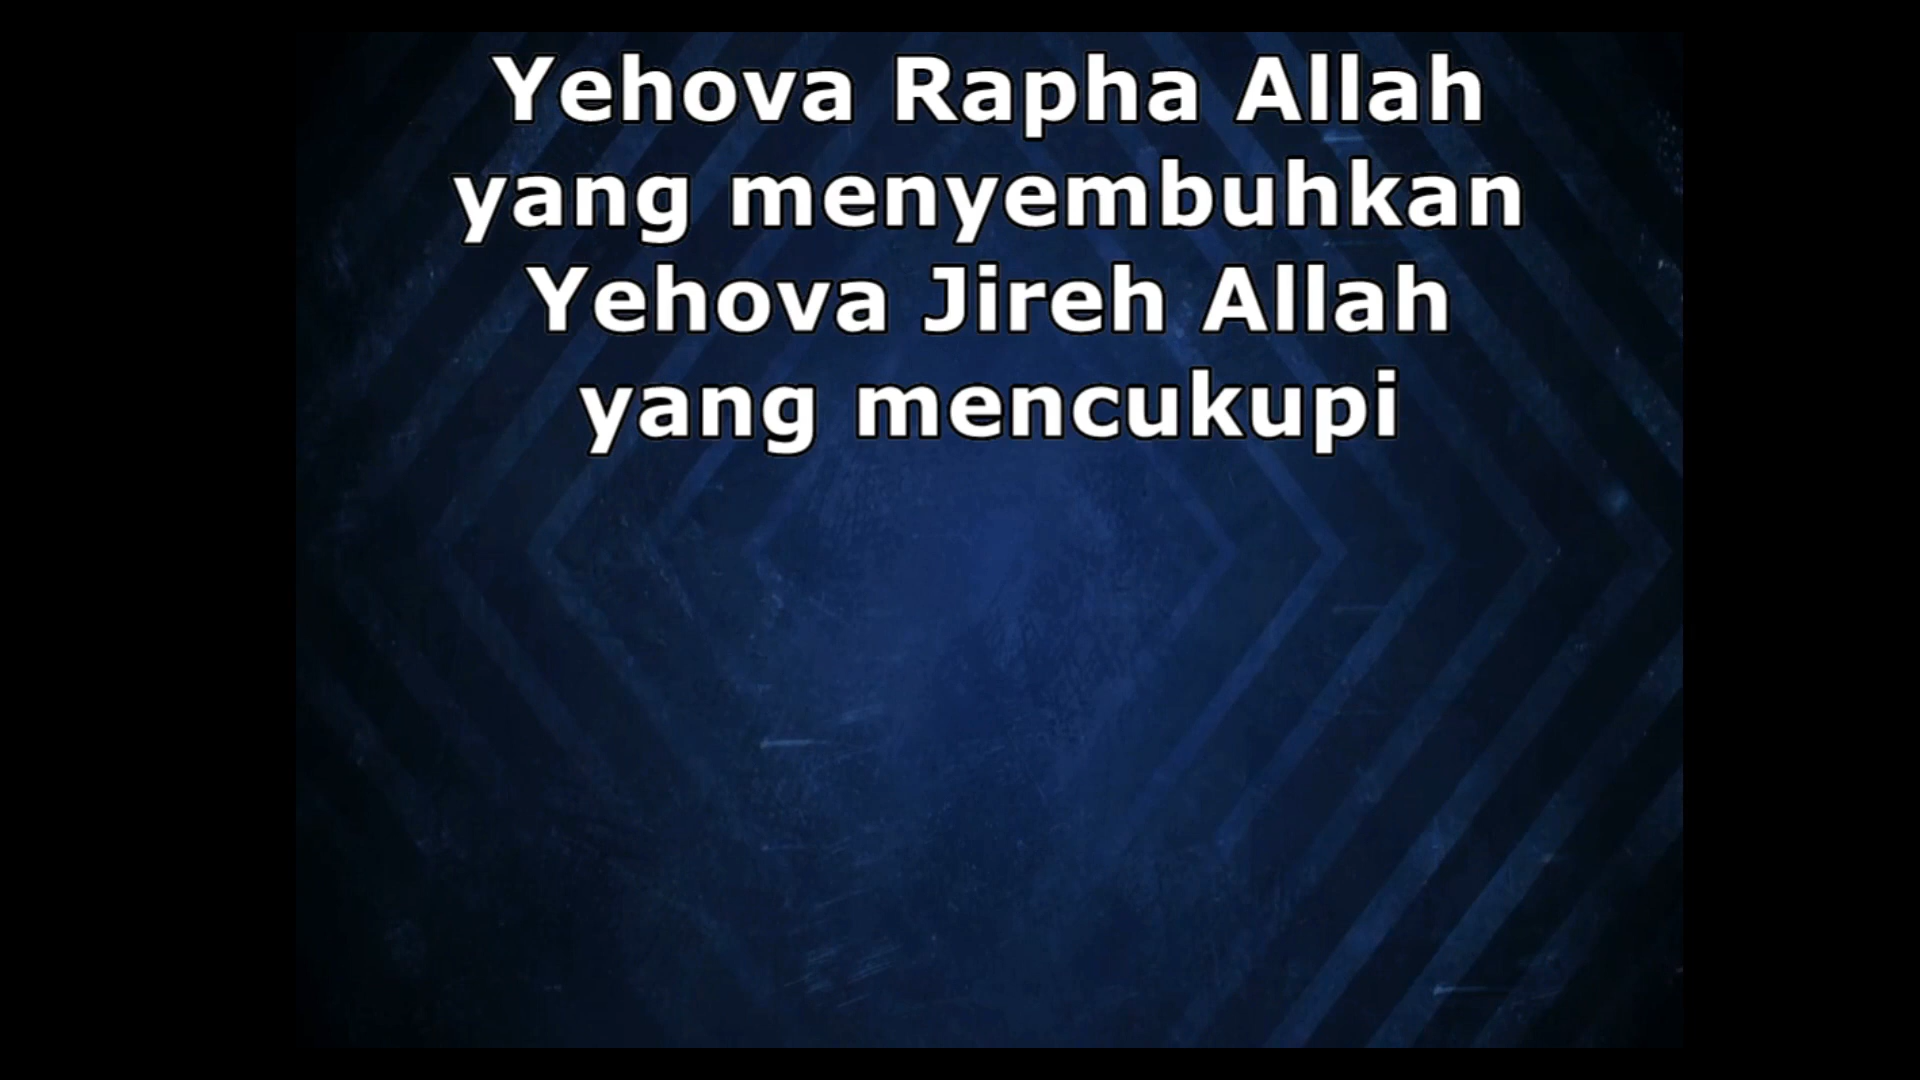 Yehova Rapha Allah
yang menyembuhkan
Yehova Jireh Allah
yang mencukupi